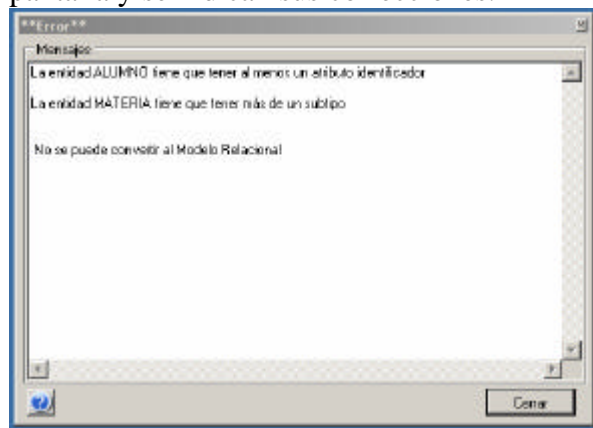 **Error**
Mensajes
La entidad ALUMNO tiene que tener al menos un atributo identificador
La entidad MATERIA tiene que tener más de un subtipo
No se puede convertir al Modelo Relacional
Cerrar